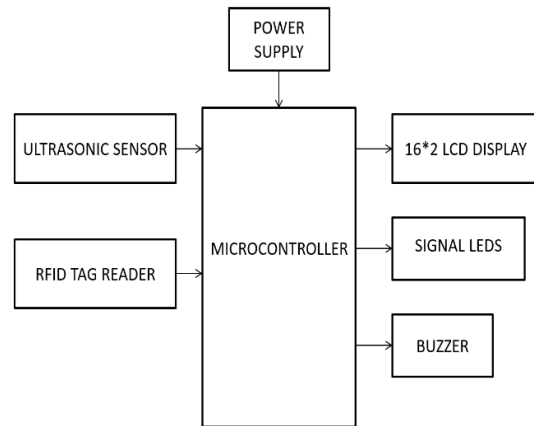 POWER
SUPPLY
ULTRASONIC SENSOR
16*2 LCD DISPLAY
MICROCONTROLLER
SIGNAL LEDS
RFID TAG READER
BUZZER